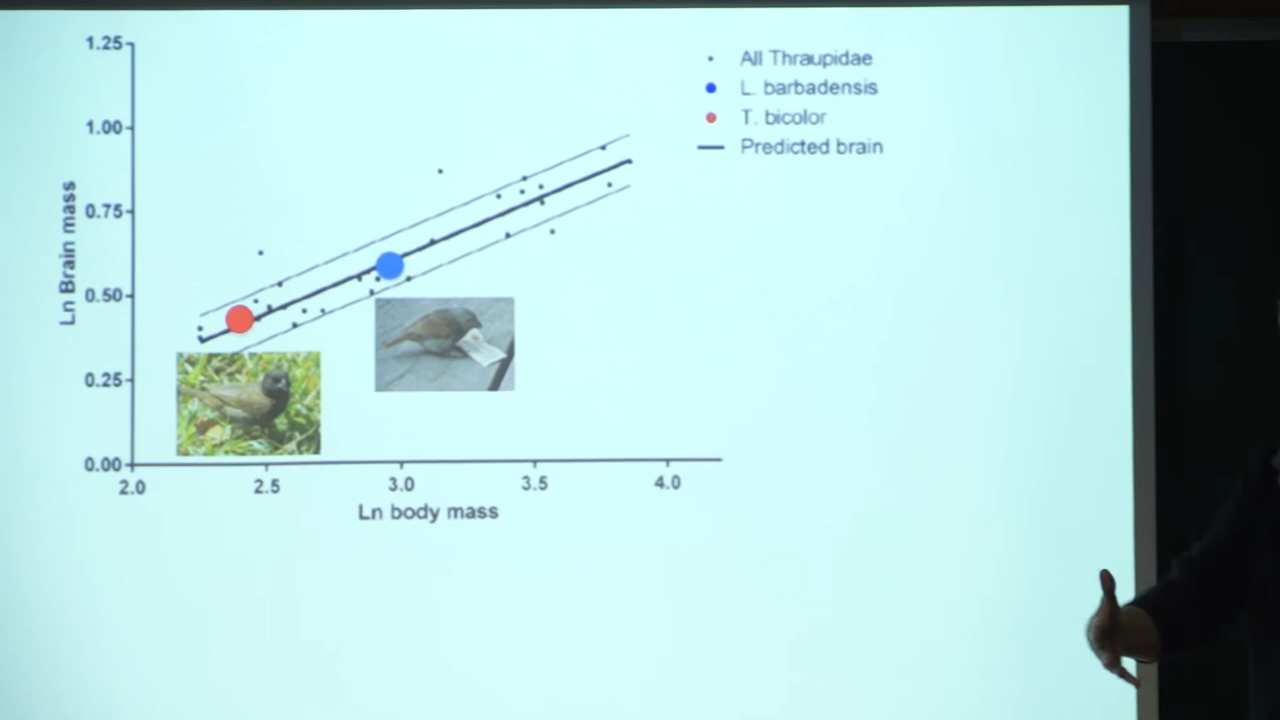 1.25
1.00
0.75
0.50
0.25
0.00
Ln Brain mass
2.0
2.5
3.0
3.5
4.0
Ln body mass
All Thraupidae
L. barbadensis
T. bicolor
Predicted brain